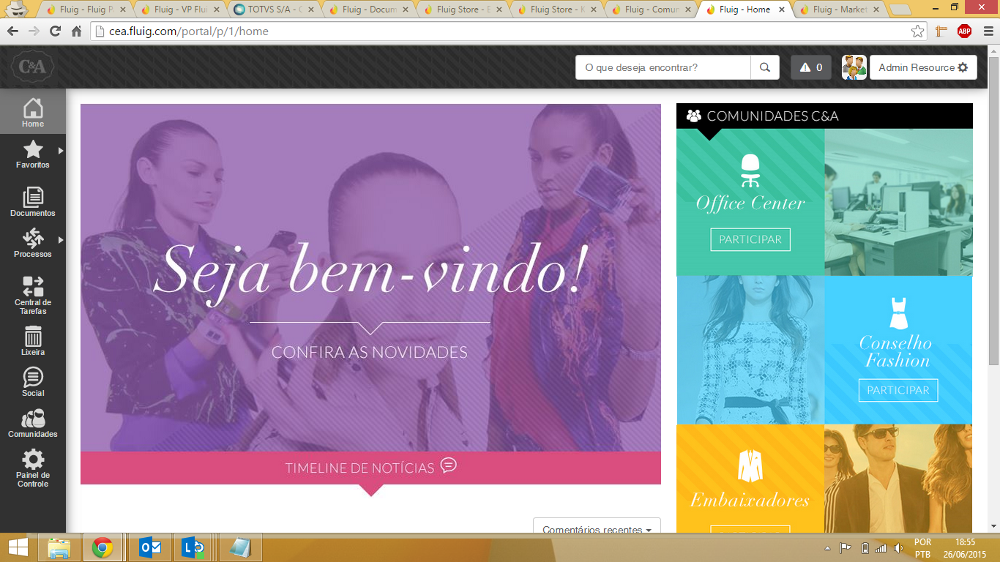 Fluig - Fluig P
Fluig - VP Flui
TOTVS S/A - C
Fluig - Docum
Fluig Store - E
Fluig Store - K
Fluig - Comun
Fluig - Home
Fluig - Market
cea.fluig.com/portal/p/1/home
ABP
C&A
O que deseja encontrar?
0
Admin Resource
Home
Favoritos
Documentos
Processos
Central de
Tarefas
Lixeira
Social
Comunidades
Painel de
Controle
Seja bem-vindo!
CONFIRA AS NOVIDADES
TIMELINE DE NOTÍCIAS
Comentários recentes
COMUNIDADES C&A
Office Center
PARTICIPAR
Conselho
Fashion
PARTICIPAR
Embaixadores
POR
PTB
18:55
26/06/2015